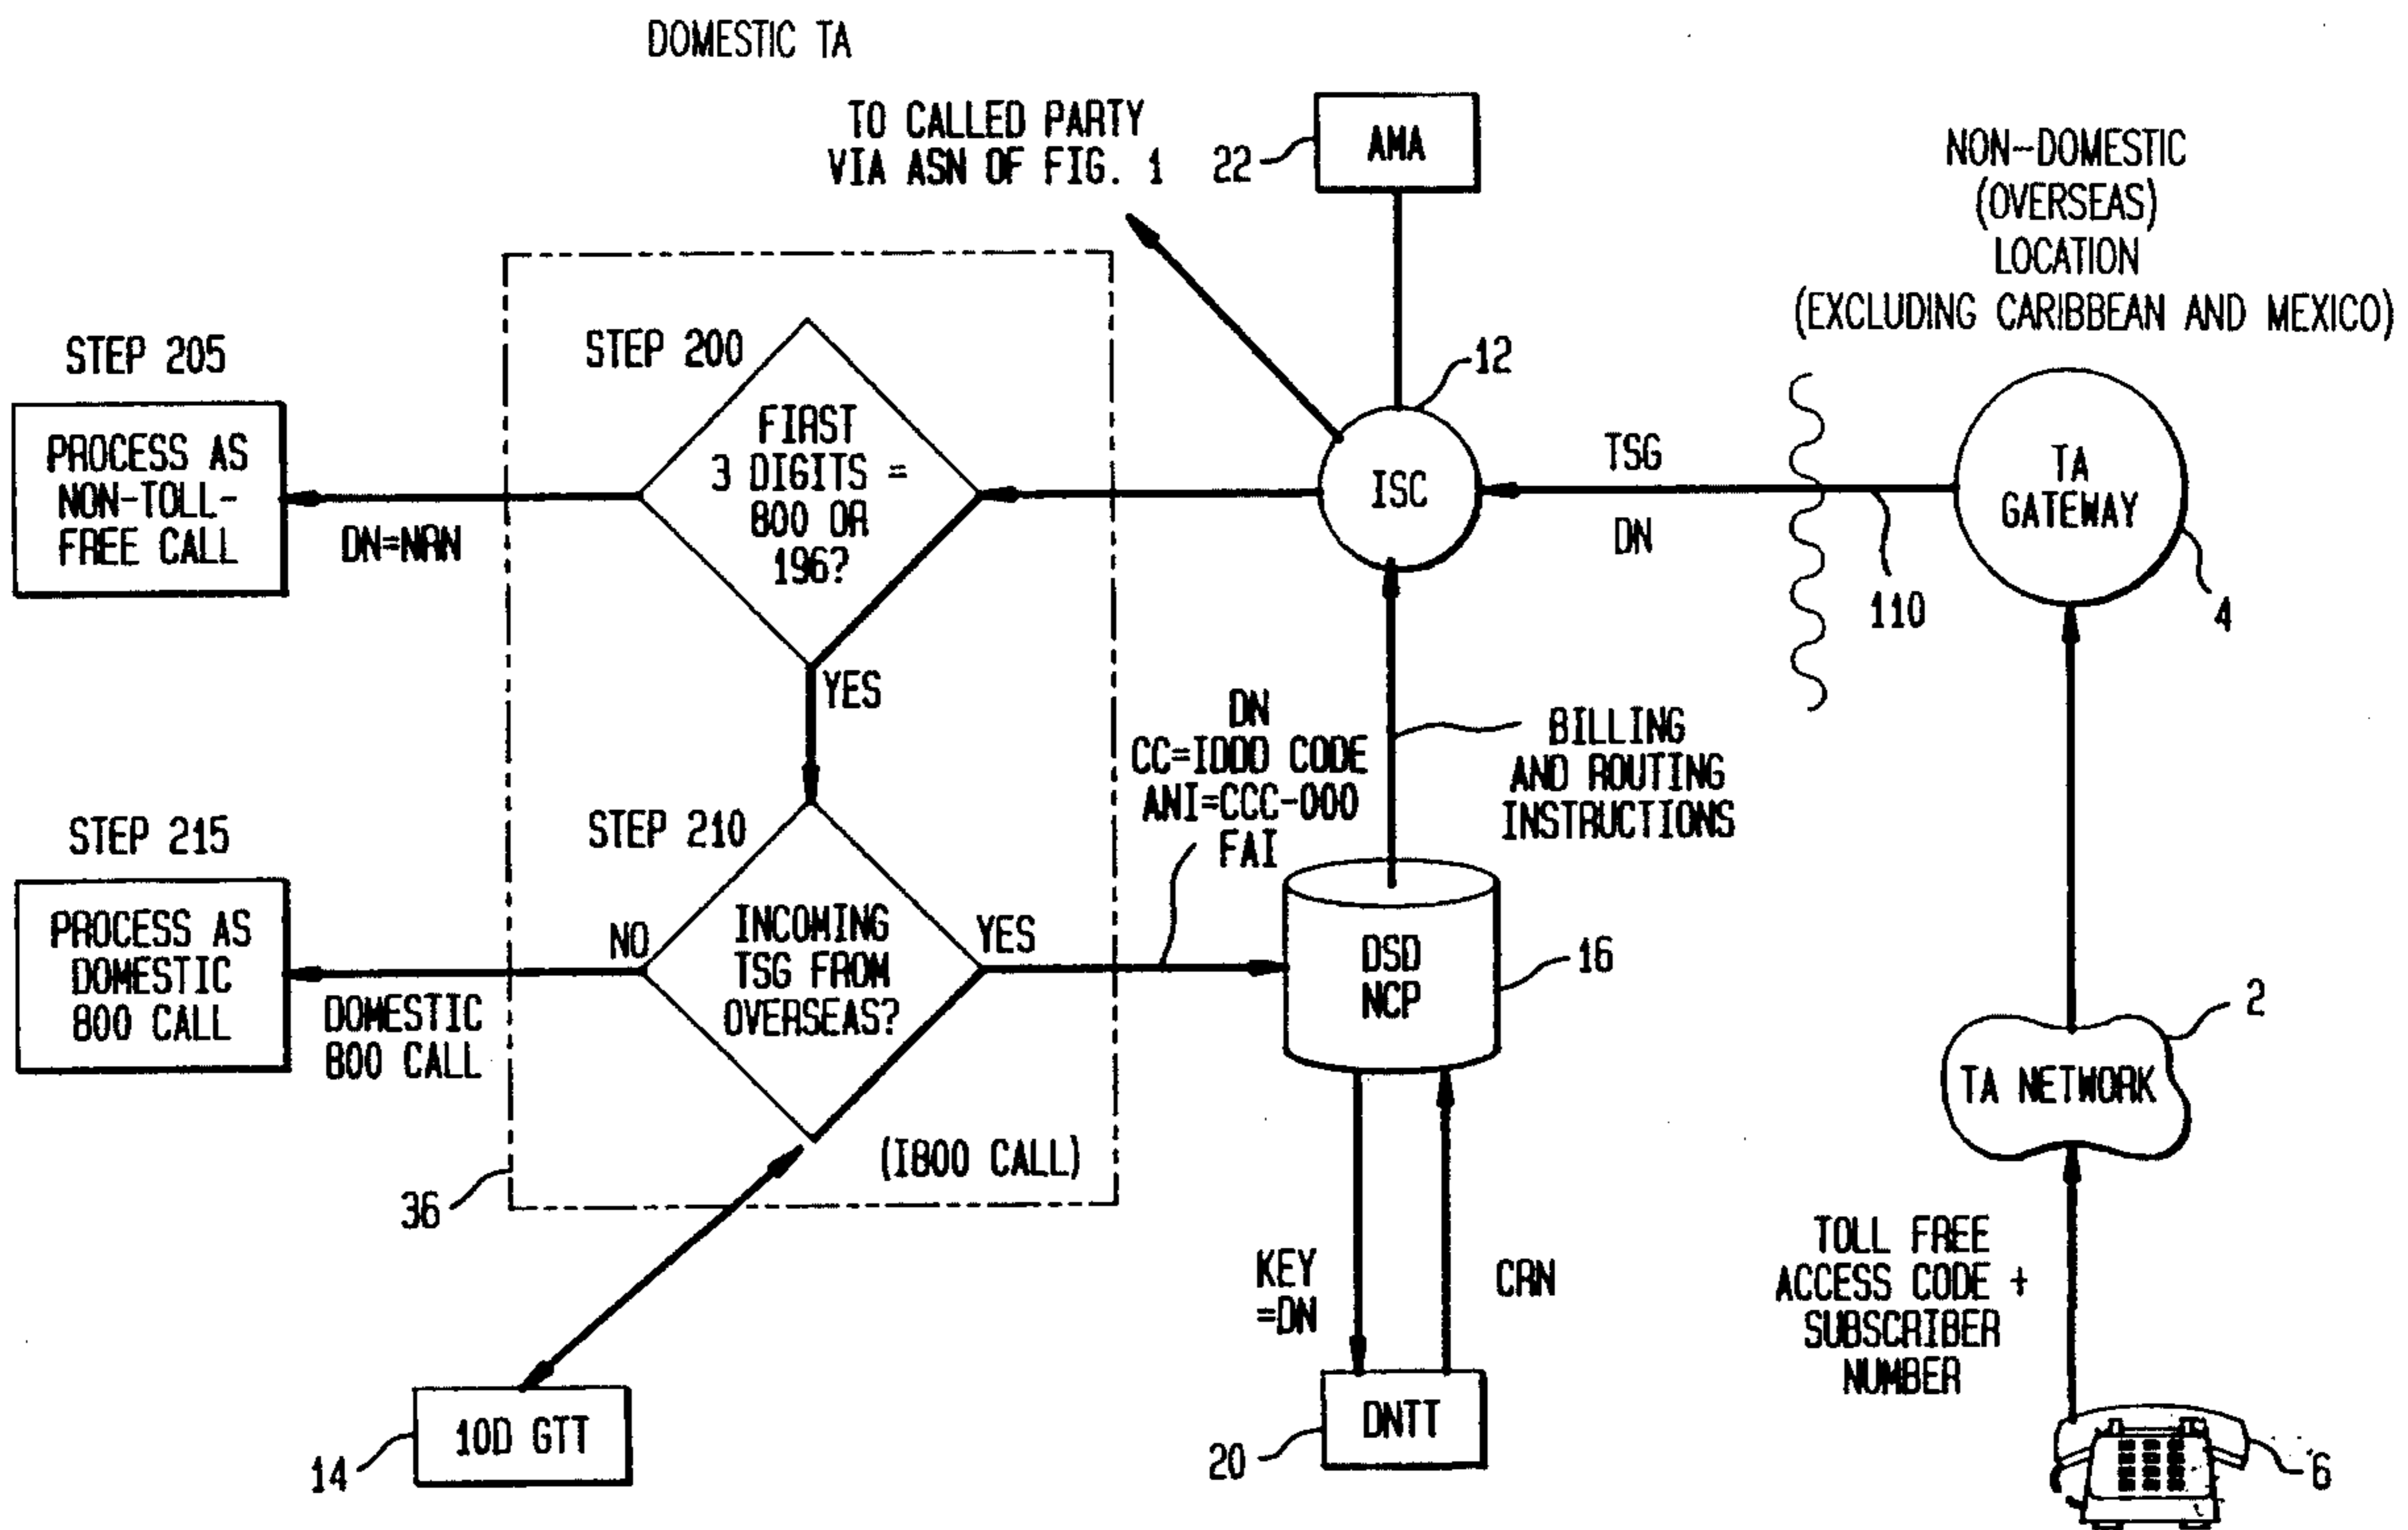 DOMESTIC TA
TO CALLED PARTY
VIA ASN OF FIG. 1
22
AMA
NON-DOMESTIC
(OVERSEAS)
LOCATION
(EXCLUDING CARIBBEAN AND MEXICO)
STEP 205
PROCESS AS
NON-TOLL-
FREE CALL
DN=NRN
STEP 200
FIRST
3 DIGITS =
800 OR
196?
YES
12
ISC
TSG
DN
110
TA
GATEWAY
4
STEP 215
PROCESS AS
DOMESTIC
800 CALL
NO
DOMESTIC
800 CALL
STEP 210
INCOMING
TSG FROM
OVERSEAS?
YES
(I800 CALL)
36
DN
CC=IDDD CODE
ANI=CCC-000
FAI
BILLING
AND ROUTING
INSTRUCTIONS
DSD
NCP
16
2
TA NETWORK
KEY
=DN
CRN
TOLL FREE
ACCESS CODE +
SUBSCRIBER
NUMBER
10D GTT
14
DNTT
20
6